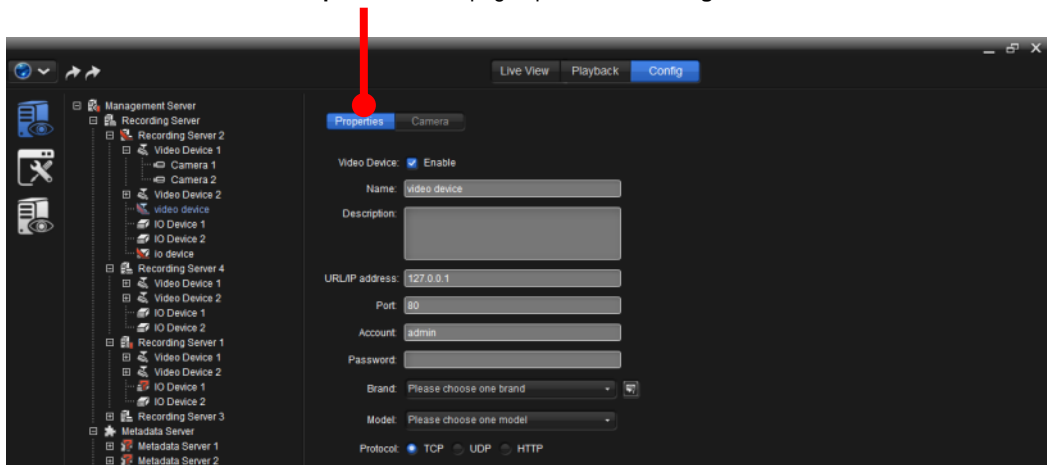 Live View Playback Config
Management Server
Recording Server
Recording Server 2
Video Device 1
Camera 1
Camera 2
Video Device 2
video device
IO Device 1
IO Device 2
io device
Recording Server 4
Video Device 1
Video Device 2
IO Device 1
IO Device 2
Recording Server 1
Video Device 1
Video Device 2
IO Device 1
IO Device 2
Recording Server 3
Metadata Server
Metadata Server 1
Metadata Server 2
Properties Camera
Video Device: Enable
Name: video device
Description:
URL/IP address: 127.0.0.1
Port: 80
Account: admin
Password:
Brand: Please choose one brand
Model: Please choose one model
Protocol: TCP UDP HTTP